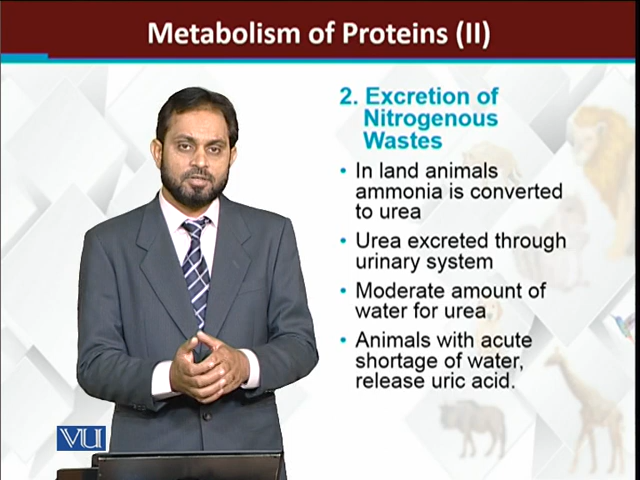 Metabolism of Proteins (II)
2. Excretion of
Nitrogenous
Wastes
• In land animals
ammonia is converted
to urea
• Urea excreted through
urinary system
• Moderate amount of
water for urea
• Animals with acute
shortage of water,
release uric acid.
VU